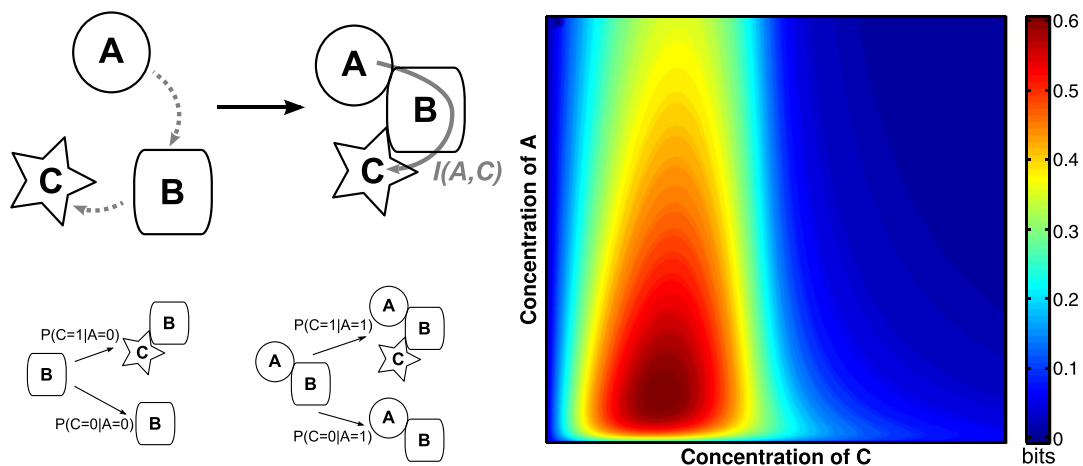 A
B
C
A
B
C
I(A,C)
P(C=1|A=0)
B
C
B
P(C=0|A=0)
B
P(C=1|A=1)
A
B
C
A
B
P(C=0|A=1)
A
B
Concentration of A
Concentration of C
0.6
0.5
0.4
0.3
0.2
0.1
0
bits